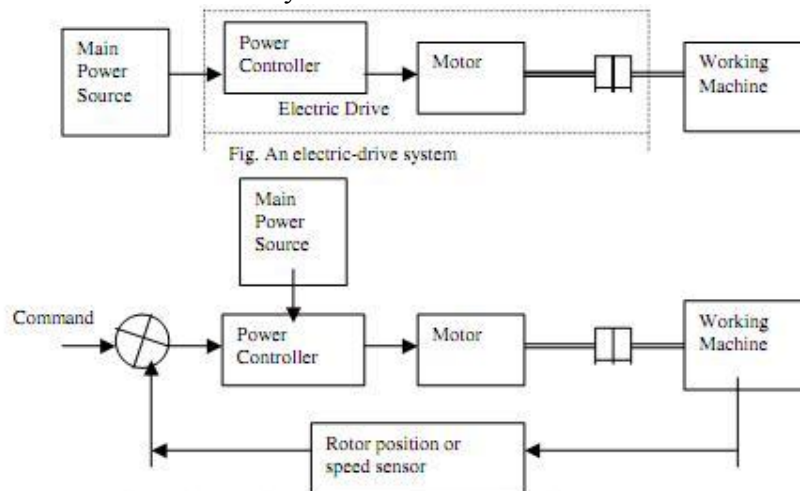 Main
Power
Source
Power
Controller
Motor
Working
Machine
Electric Drive
Fig. An electric-drive system
Main
Power
Source
Command
Power
Controller
Motor
Working
Machine
Rotor position or
speed sensor